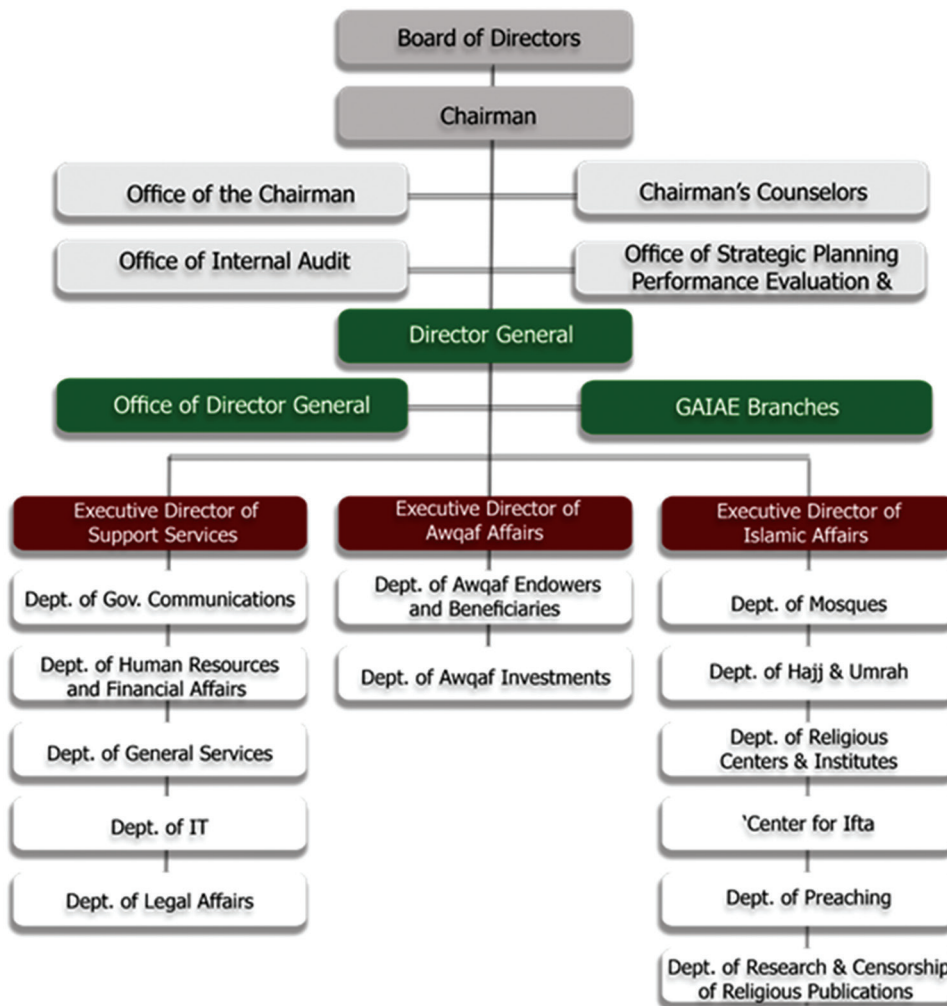 Board of Directors
Chairman
Office of the Chairman
Chairman's Counselors
Office of Internal Audit
Office of Strategic Planning
Performance Evaluation &
Director General
Office of Director General
GAIAE Branches
Executive Director of
Support Services
Executive Director of
Awqaf Affairs
Executive Director of
Islamic Affairs
Dept. of Gov. Communications
Dept. of Human Resources
and Financial Affairs
Dept. of General Services
Dept. of IT
Dept. of Legal Affairs
Dept. of Awqaf Endowers
and Beneficiaries
Dept. of Awqaf Investments
Dept. of Mosques
Dept. of Hajj & Umrah
Dept. of Religious
Centers & Institutes
‘Center for Ifta
Dept. of Preaching
Dept. of Research & Censorship
of Religious Publications